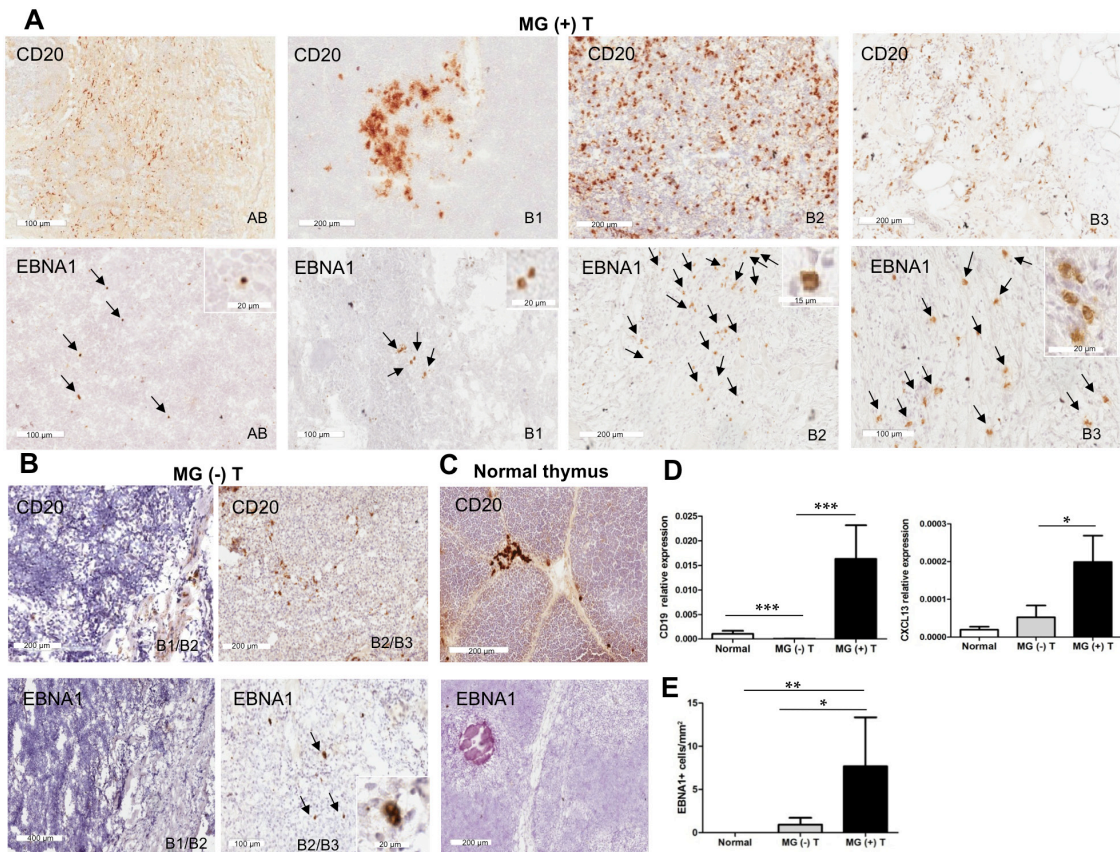 A
MG (+) T
CD20
100 µm
AB
CD20
200 µm
B1
CD20
200 µm
B2
CD20
200 µm
B3
EBNA1
20 µm
100 µm
AB
EBNA1
20 µm
100 µm
B1
EBNA1
15 µm
200 µm
B2
EBNA1
20 µm
100 µm
B3
B
MG (-) T
CD20
200 µm
B1/B2
CD20
200 µm
B2/B3
EBNA1
400 µm
B1/B2
EBNA1
20 µm
100 µm
B2/B3
C
Normal thymus
CD20
200 µm
EBNA1
200 µm
D
CD19 relative expression
0.025
0.020
0.015
0.010
0.005
0.000
***
***
Normal
MG (-) T
MG (+) T
CXCL13 relative expression
0.0003
0.0002
0.0001
0.0000
*
Normal
MG (-) T
MG (+) T
E
EBNA1+ cells/mm²
15
10
5
0
**
*
Normal
MG (-) T
MG (+) T